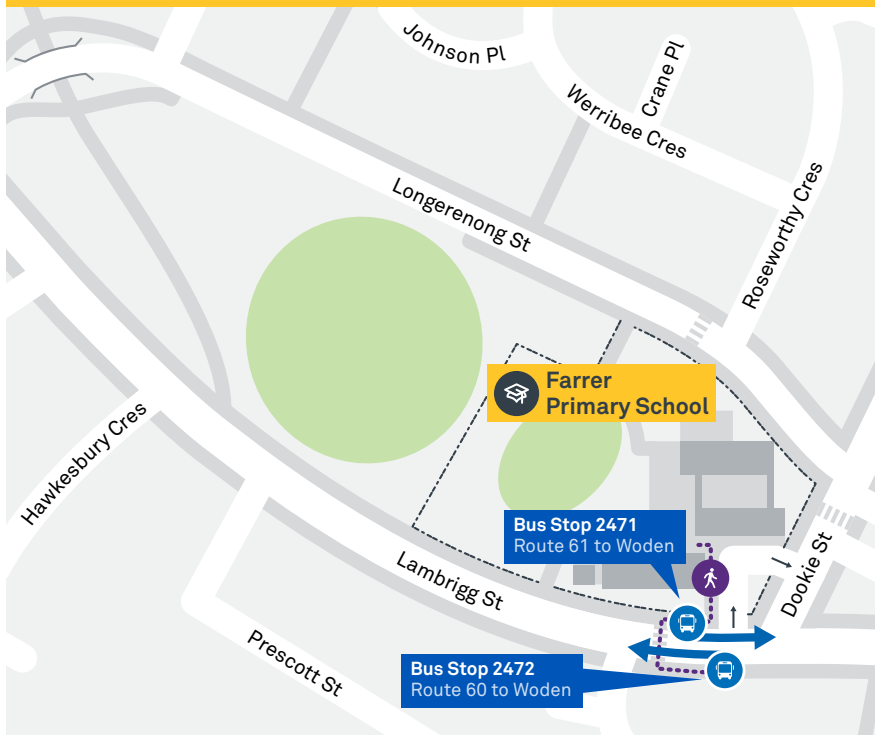 Johnson Pl
Crane Pl
Werribee Cres
Longerenong St
Roseworthy Cres
Farrer
Primary School
Hawkesbury Cres
Bus Stop 2471
Route 61 to Woden
Lambrigg St
Dookie St
Prescott St
Bus Stop 2472
Route 60 to Woden